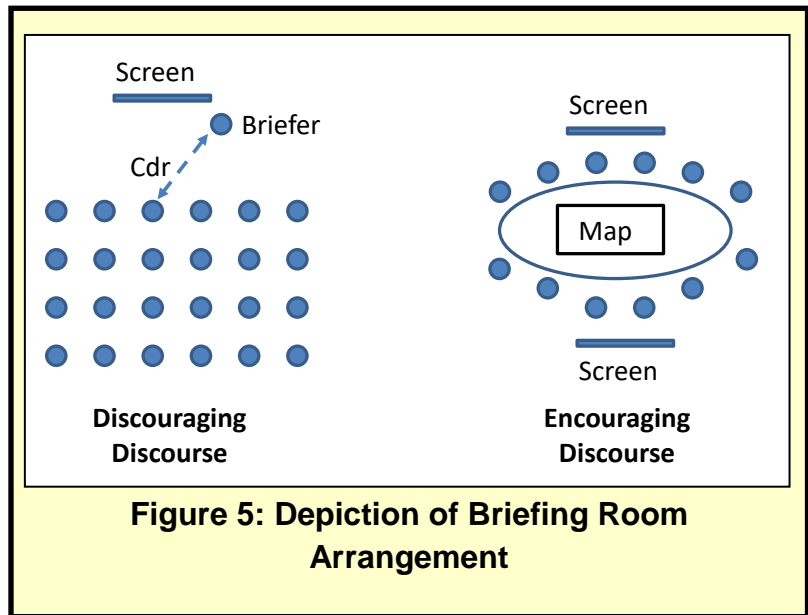 Screen
Briefer
Cdr
Discouraging
Discourse
Screen
Map
Screen
Encouraging
Discourse
Figure 5: Depiction of Briefing Room
Arrangement